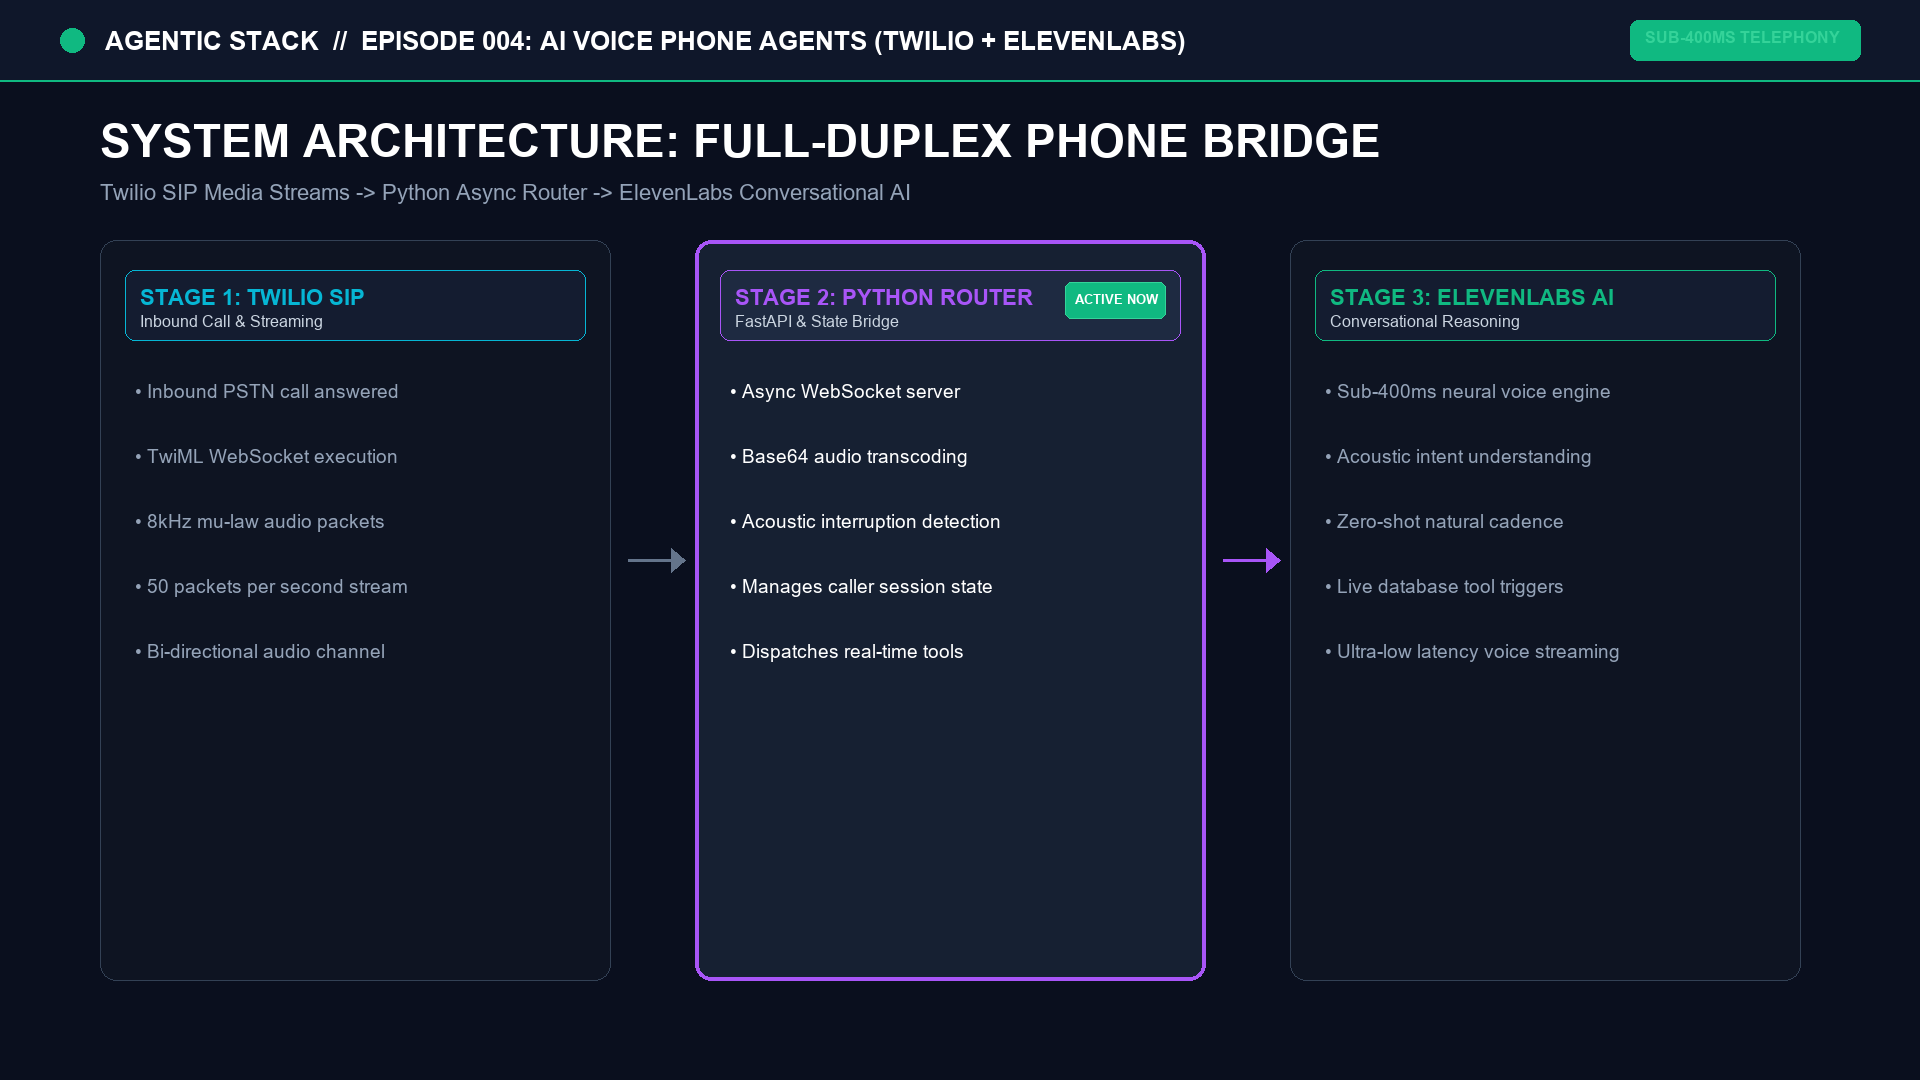 AGENTIC STACK // EPISODE 004: AI VOICE PHONE AGENTS (TWILIO + ELEVENLABS)
SUB-400MS TELEPHONY
SYSTEM ARCHITECTURE: FULL-DUPLEX PHONE BRIDGE
Twilio SIP Media Streams -> Python Async Router -> ElevenLabs Conversational AI
STAGE 1: TWILIO SIP
Inbound Call & Streaming
• Inbound PSTN call answered
• TwiML WebSocket execution
• 8kHz mu-law audio packets
• 50 packets per second stream
• Bi-directional audio channel
STAGE 2: PYTHON ROUTER
FastAPI & State Bridge
ACTIVE NOW
• Async WebSocket server
• Base64 audio transcoding
• Acoustic interruption detection
• Manages caller session state
• Dispatches real-time tools
STAGE 3: ELEVENLABS AI
Conversational Reasoning
• Sub-400ms neural voice engine
• Acoustic intent understanding
• Zero-shot natural cadence
• Live database tool triggers
• Ultra-low latency voice streaming